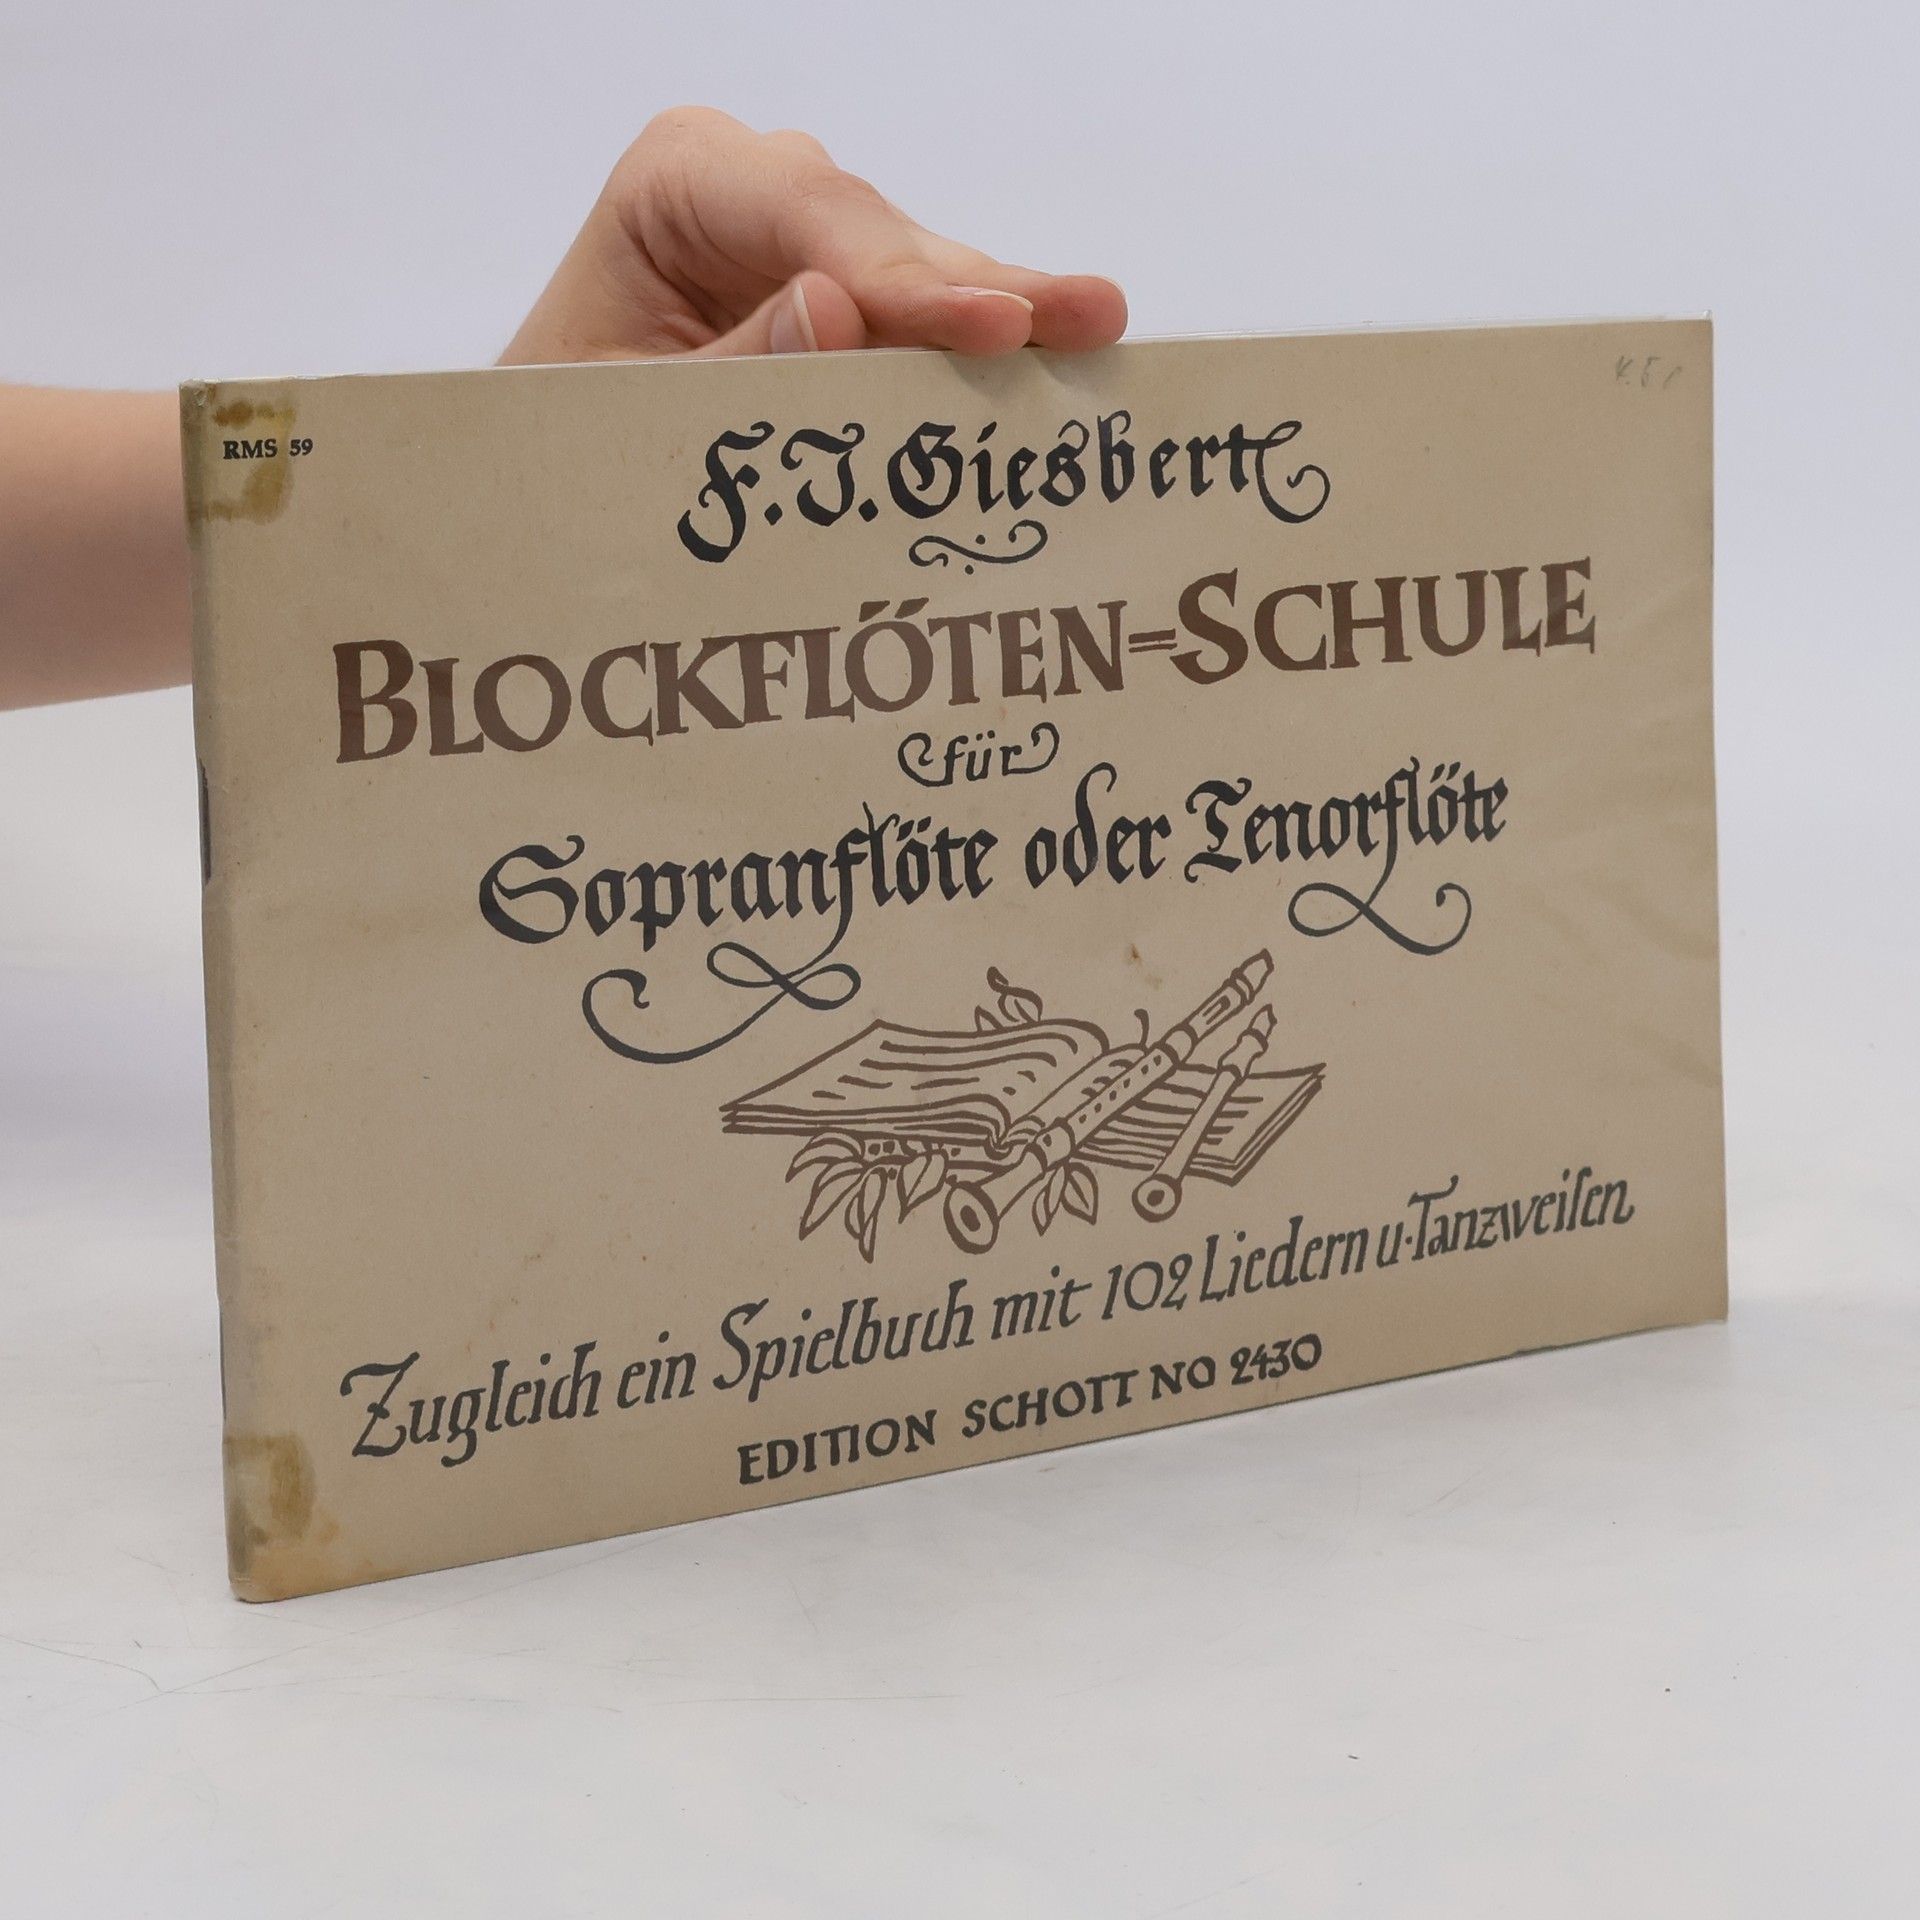 RMS 59
F. J. Giesbert
BLOCKFLÖTEN=SCHULE
für
Sopranflöte oder Tenorflöte
Zugleich ein Spielbuch mit 102 Liedern u. Tanzweiſen
EDITION SCHOTT NO 2430